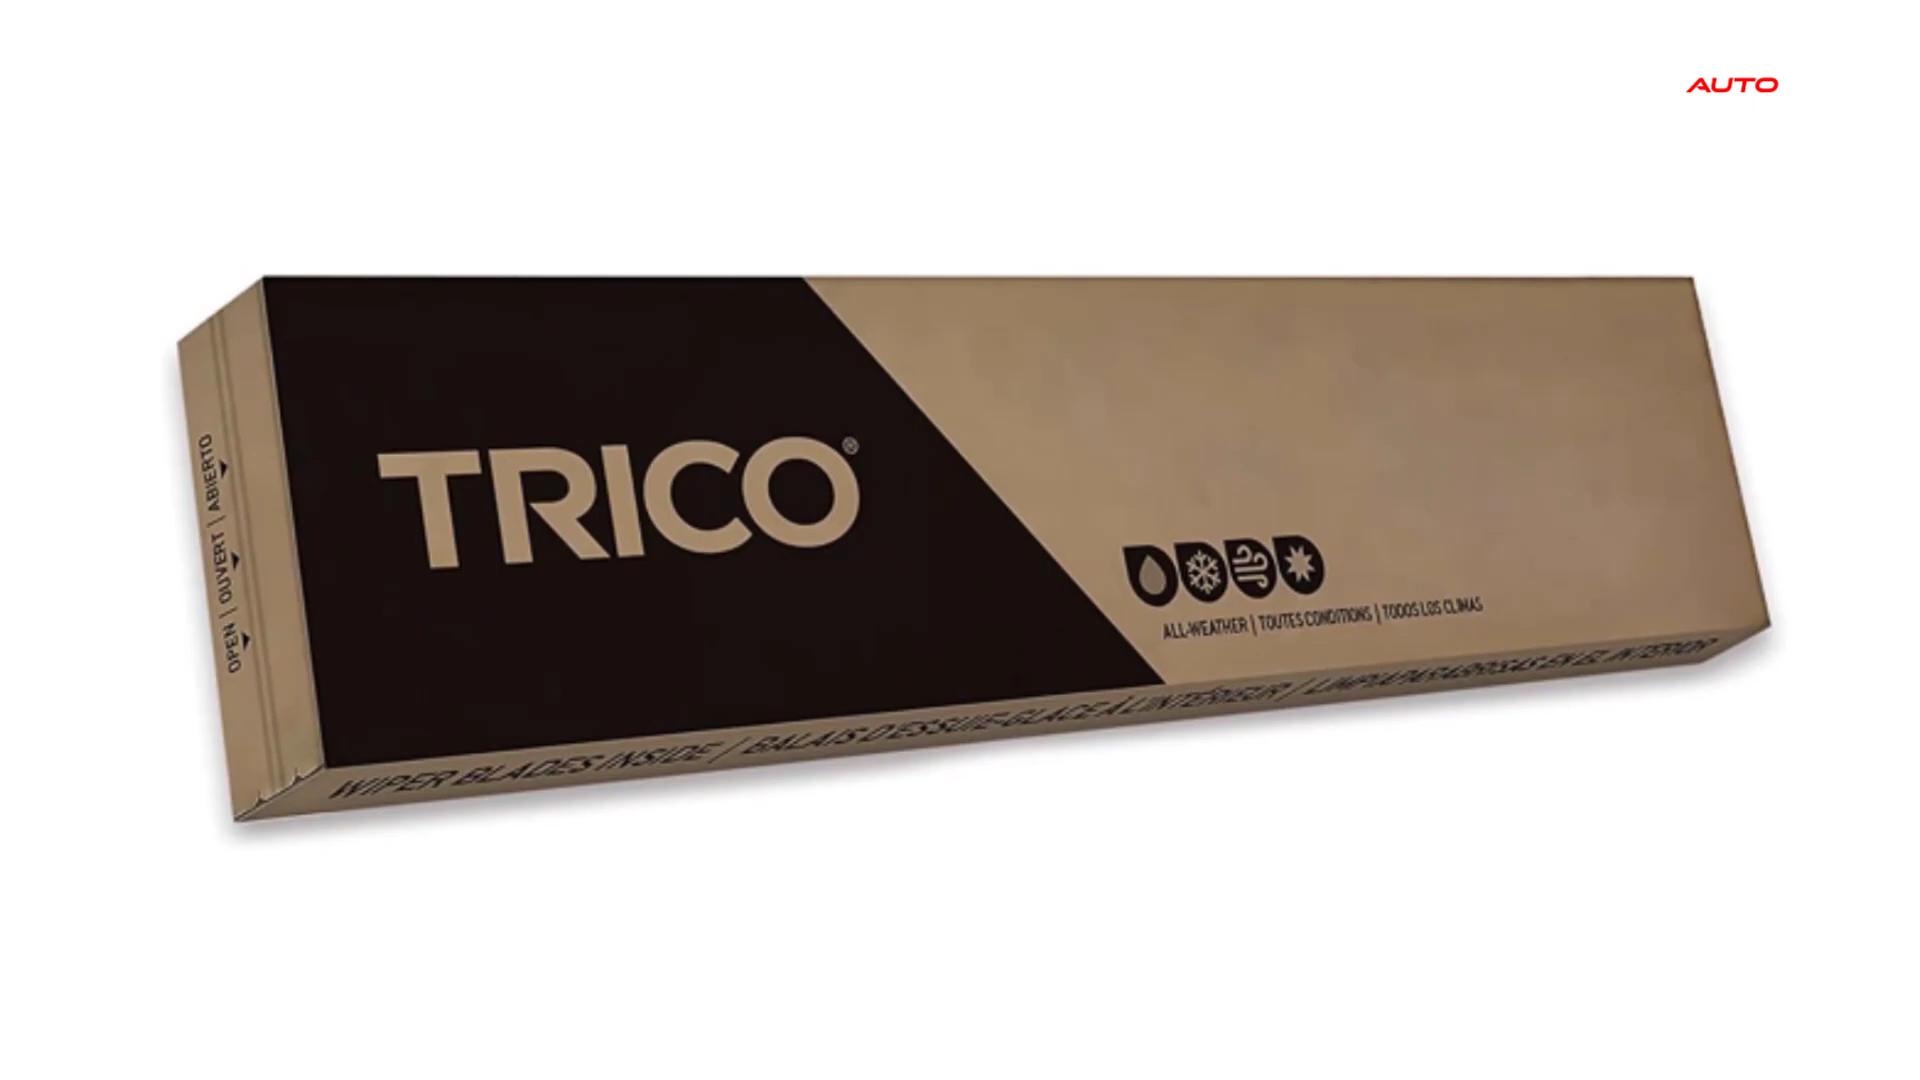 AUTO
TRICO®
ALL-WEATHER | TOUTES CONDITIONS | TODOS LOS CLIMAS
OPEN | OUVERT | ABIERTO
WIPER BLADES INSIDE / BALAIS D'ESSUIE-GLACE À L'INTÉRIEUR / LIMPIAPARABRISAS EN EL INTERIOR